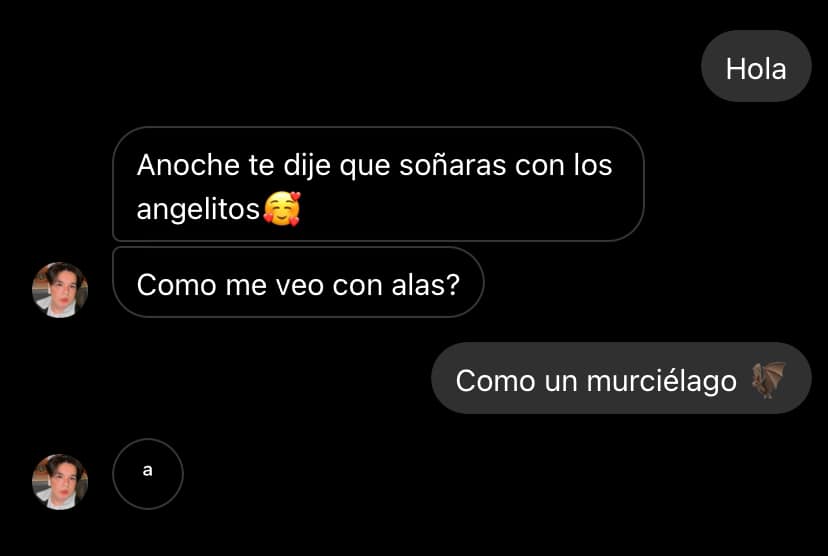 Hola
Anoche te dije que soñaras con los
angelitos🥰
Como me veo con alas?
Como un murciélago 🦇
ᵃ